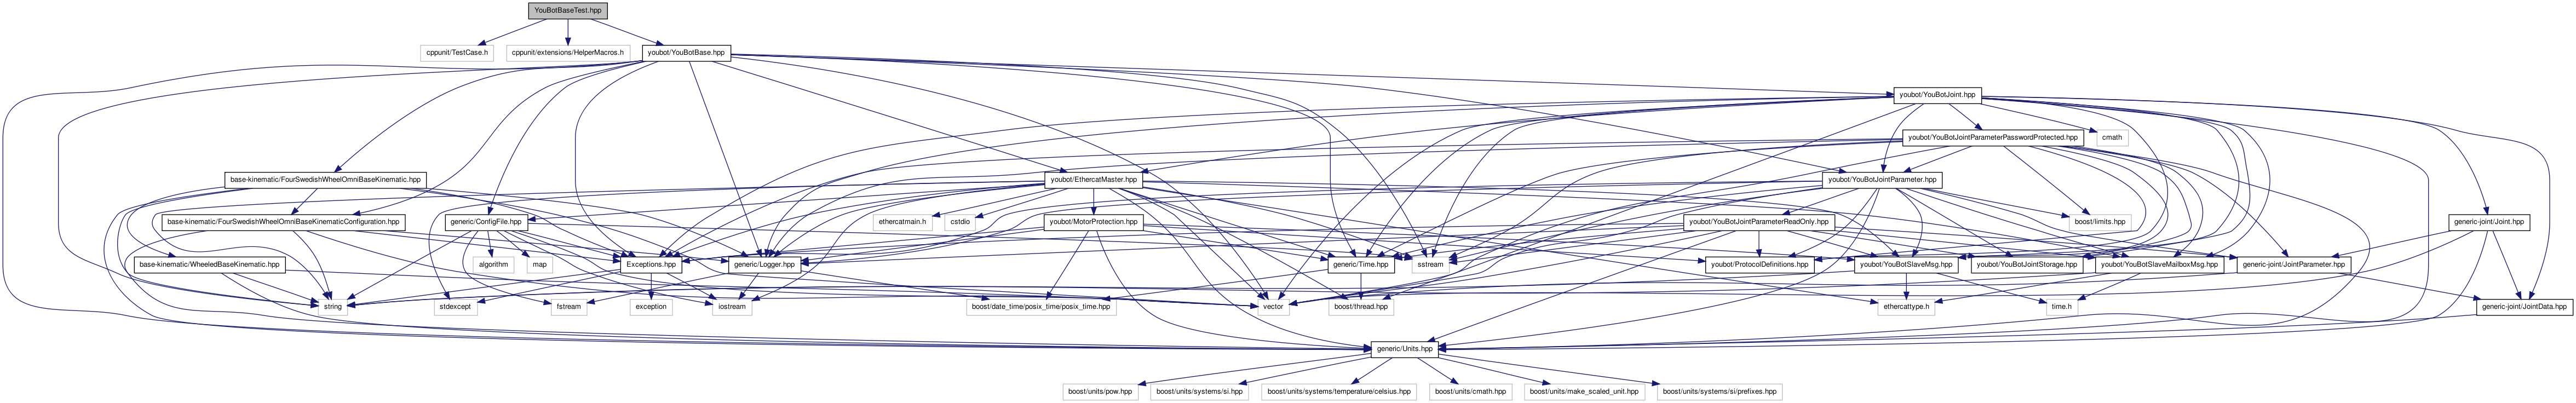 YouBotBaseTest.hpp
cppunit/TestCase.h
cppunit/extensions/HelperMacros.h
youbot/YouBotBase.hpp
youbot/YouBotJoint.hpp
youbot/YouBotJointParameterPasswordProtected.hpp
cmath
base-kinematic/FourSwedishWheelOmniBaseKinematic.hpp
youbot/EthercatMaster.hpp
youbot/YouBotJointParameter.hpp
base-kinematic/FourSwedishWheelOmniBaseKinematicConfiguration.hpp
generic/ConfigFile.hpp
ethercatmain.h
cstdio
youbot/MotorProtection.hpp
youbot/YouBotJointParameterReadOnly.hpp
boost/limits.hpp
generic-joint/Joint.hpp
base-kinematic/WheeledBaseKinematic.hpp
algorithm
map
Exceptions.hpp
generic/Logger.hpp
generic/Time.hpp
sstream
youbot/ProtocolDefinitions.hpp
youbot/YouBotSlaveMsg.hpp
youbot/YouBotJointStorage.hpp
youbot/YouBotSlaveMailboxMsg.hpp
generic-joint/JointParameter.hpp
string
stdexcept
fstream
exception
iostream
boost/date_time/posix_time/posix_time.hpp
vector
boost/thread.hpp
ethercattype.h
time.h
generic-joint/JointData.hpp
generic/Units.hpp
boost/units/pow.hpp
boost/units/systems/si.hpp
boost/units/systems/temperature/celsius.hpp
boost/units/cmath.hpp
boost/units/make_scaled_unit.hpp
boost/units/systems/si/prefixes.hpp